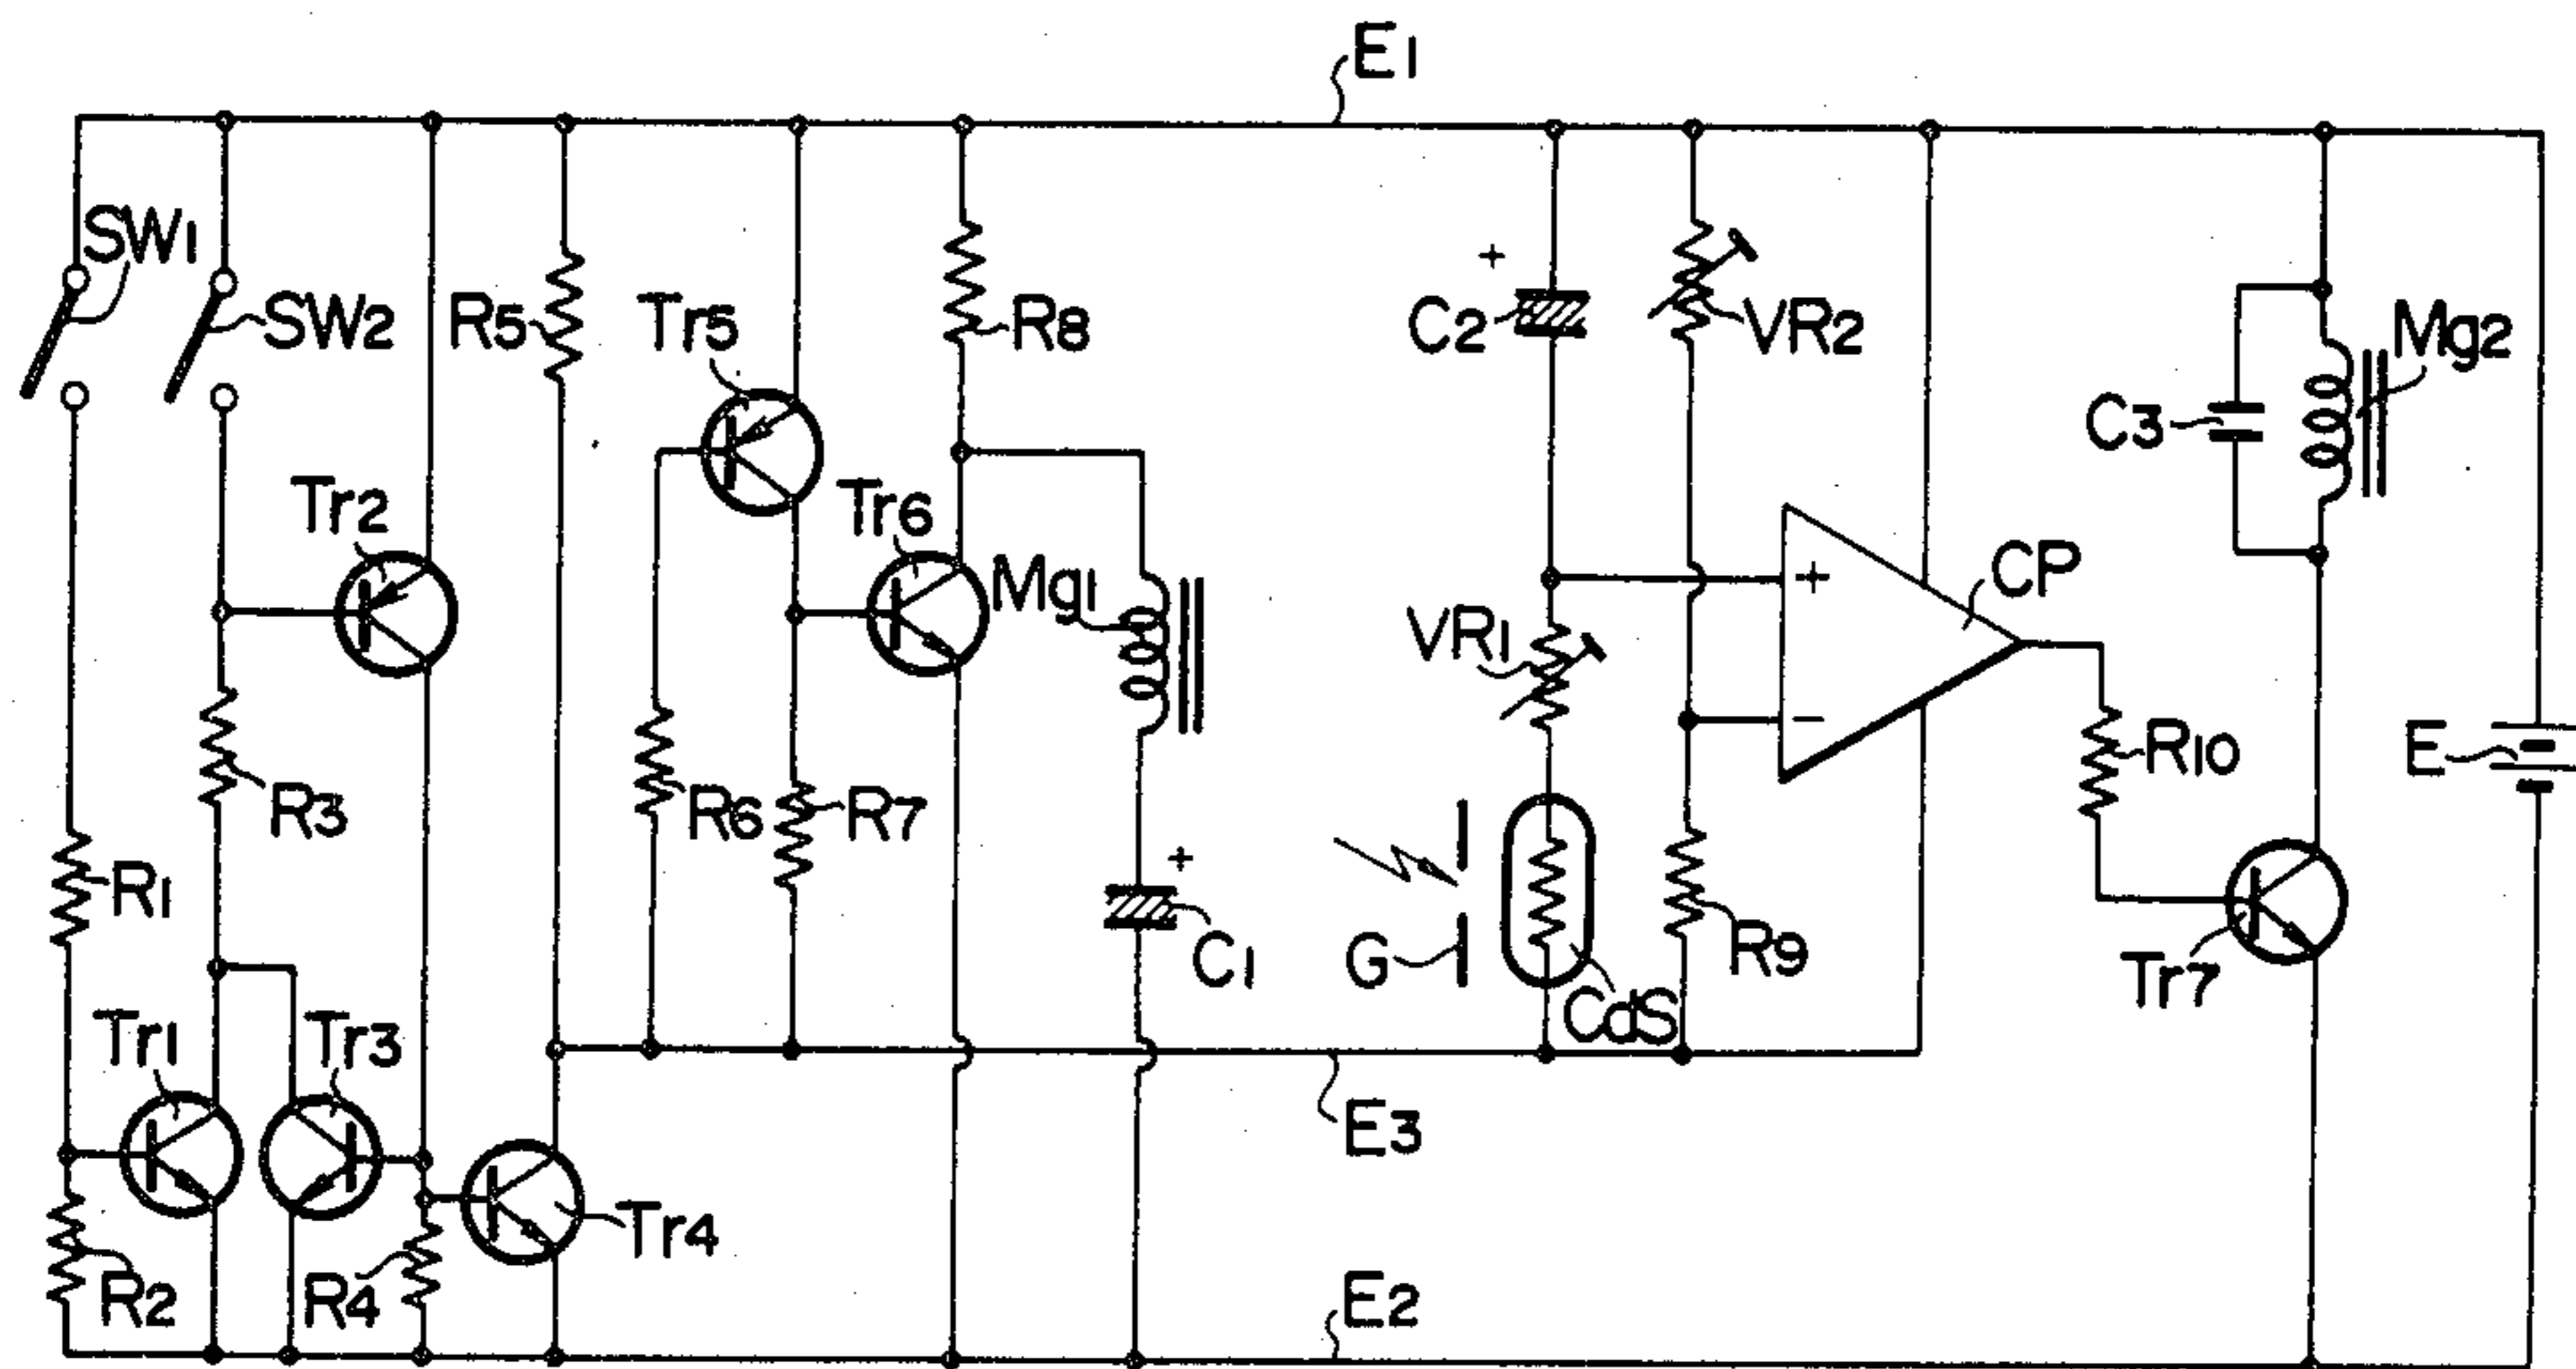 E1
SW1
SW2
R5
Tr5
R8
+
C2
VR2
Mg2
C3
Tr2
Tr6
Mg1
+
CP
VR1
−
R10
E
R3
R6
R7
R1
+
C1
G
CdS
R9
Tr7
Tr1
Tr3
E3
Tr4
R2
R4
E2